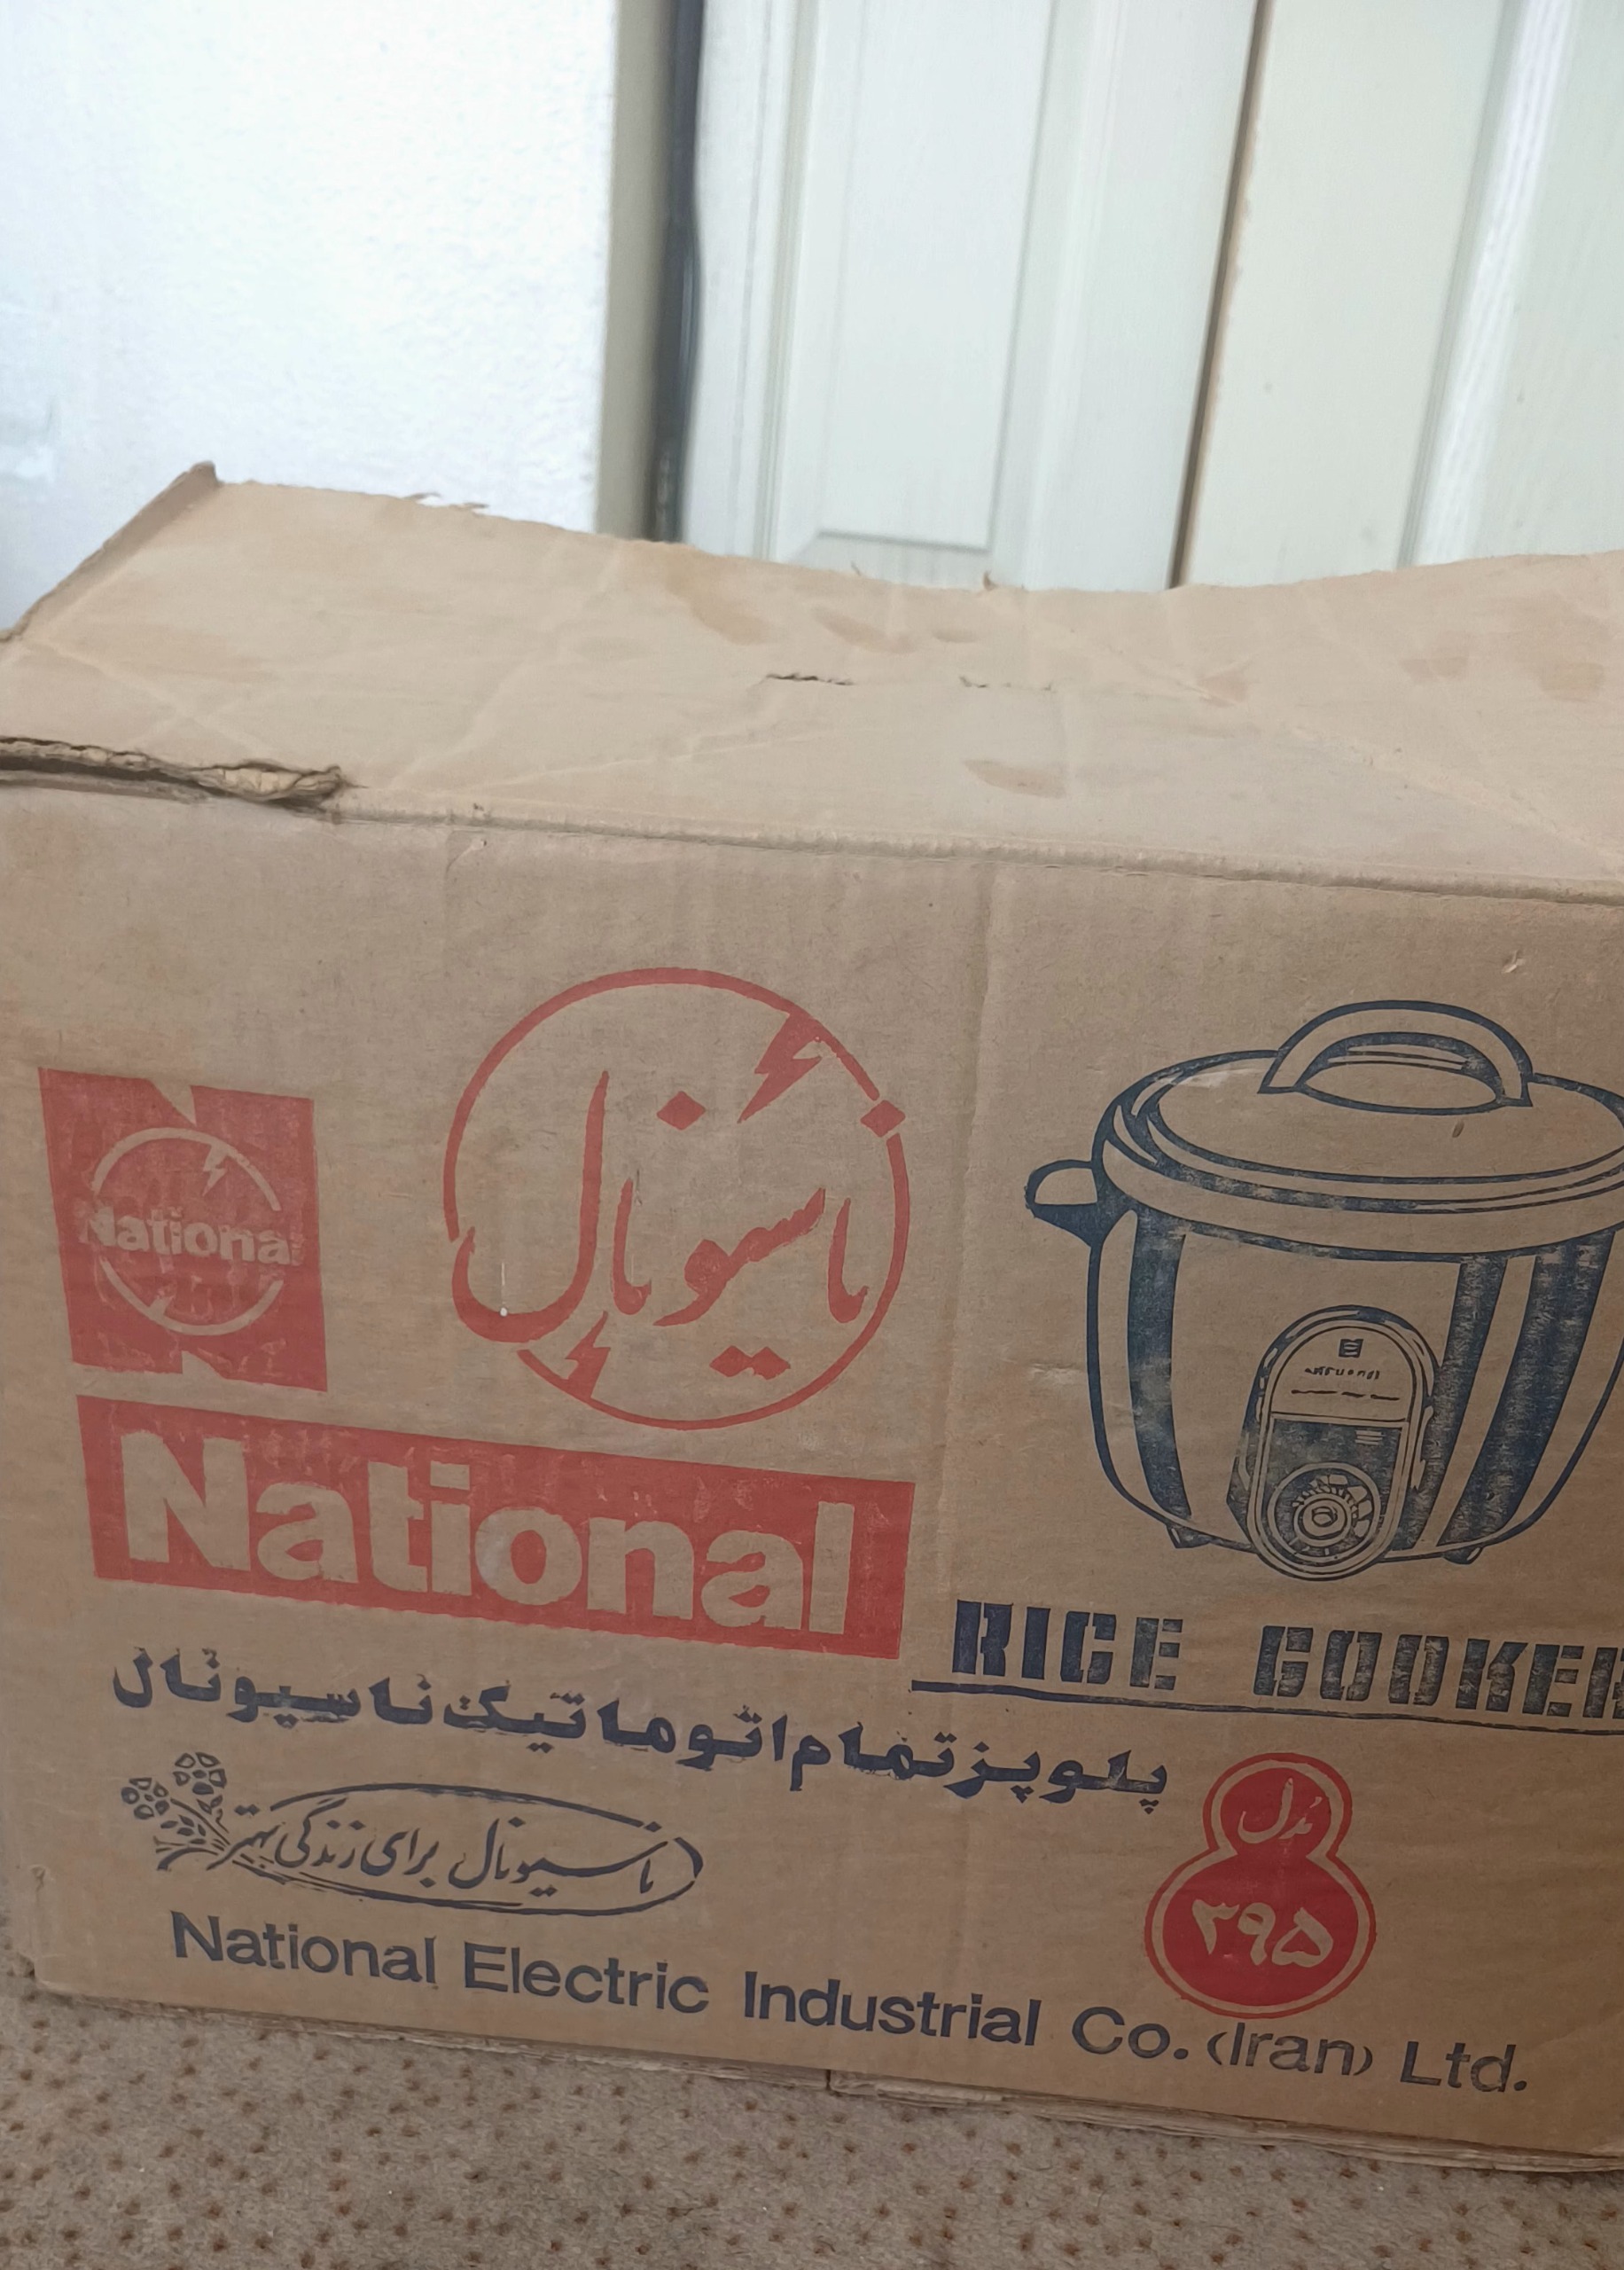 National
ناسیونال
National
RICE COOKER
پلوپز تمام اتوماتیک ناسیونال
ناسیونال برای زندگی بهتر
مدل
۳۹۵
National Electric Industrial Co. (Iran) Ltd.